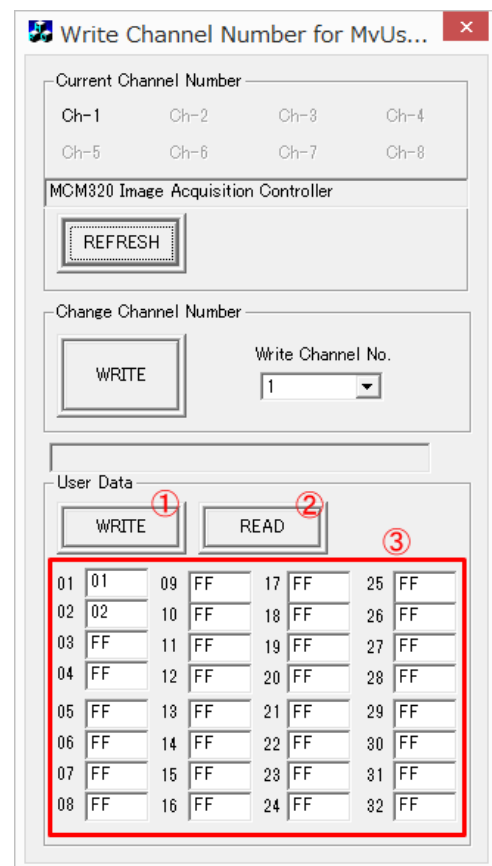 Write Channel Number for MvUs...
Current Channel Number
Ch-1 Ch-2 Ch-3 Ch-4
Ch-5 Ch-6 Ch-7 Ch-8
MCM320 Image Acquisition Controller
REFRESH
Change Channel Number
WRITE
Write Channel No.
1
User Data
WRITE ① READ ②
③
01 01 09 FF 17 FF 25 FF
02 02 10 FF 18 FF 26 FF
03 FF 11 FF 19 FF 27 FF
04 FF 12 FF 20 FF 28 FF
05 FF 13 FF 21 FF 29 FF
06 FF 14 FF 22 FF 30 FF
07 FF 15 FF 23 FF 31 FF
08 FF 16 FF 24 FF 32 FF